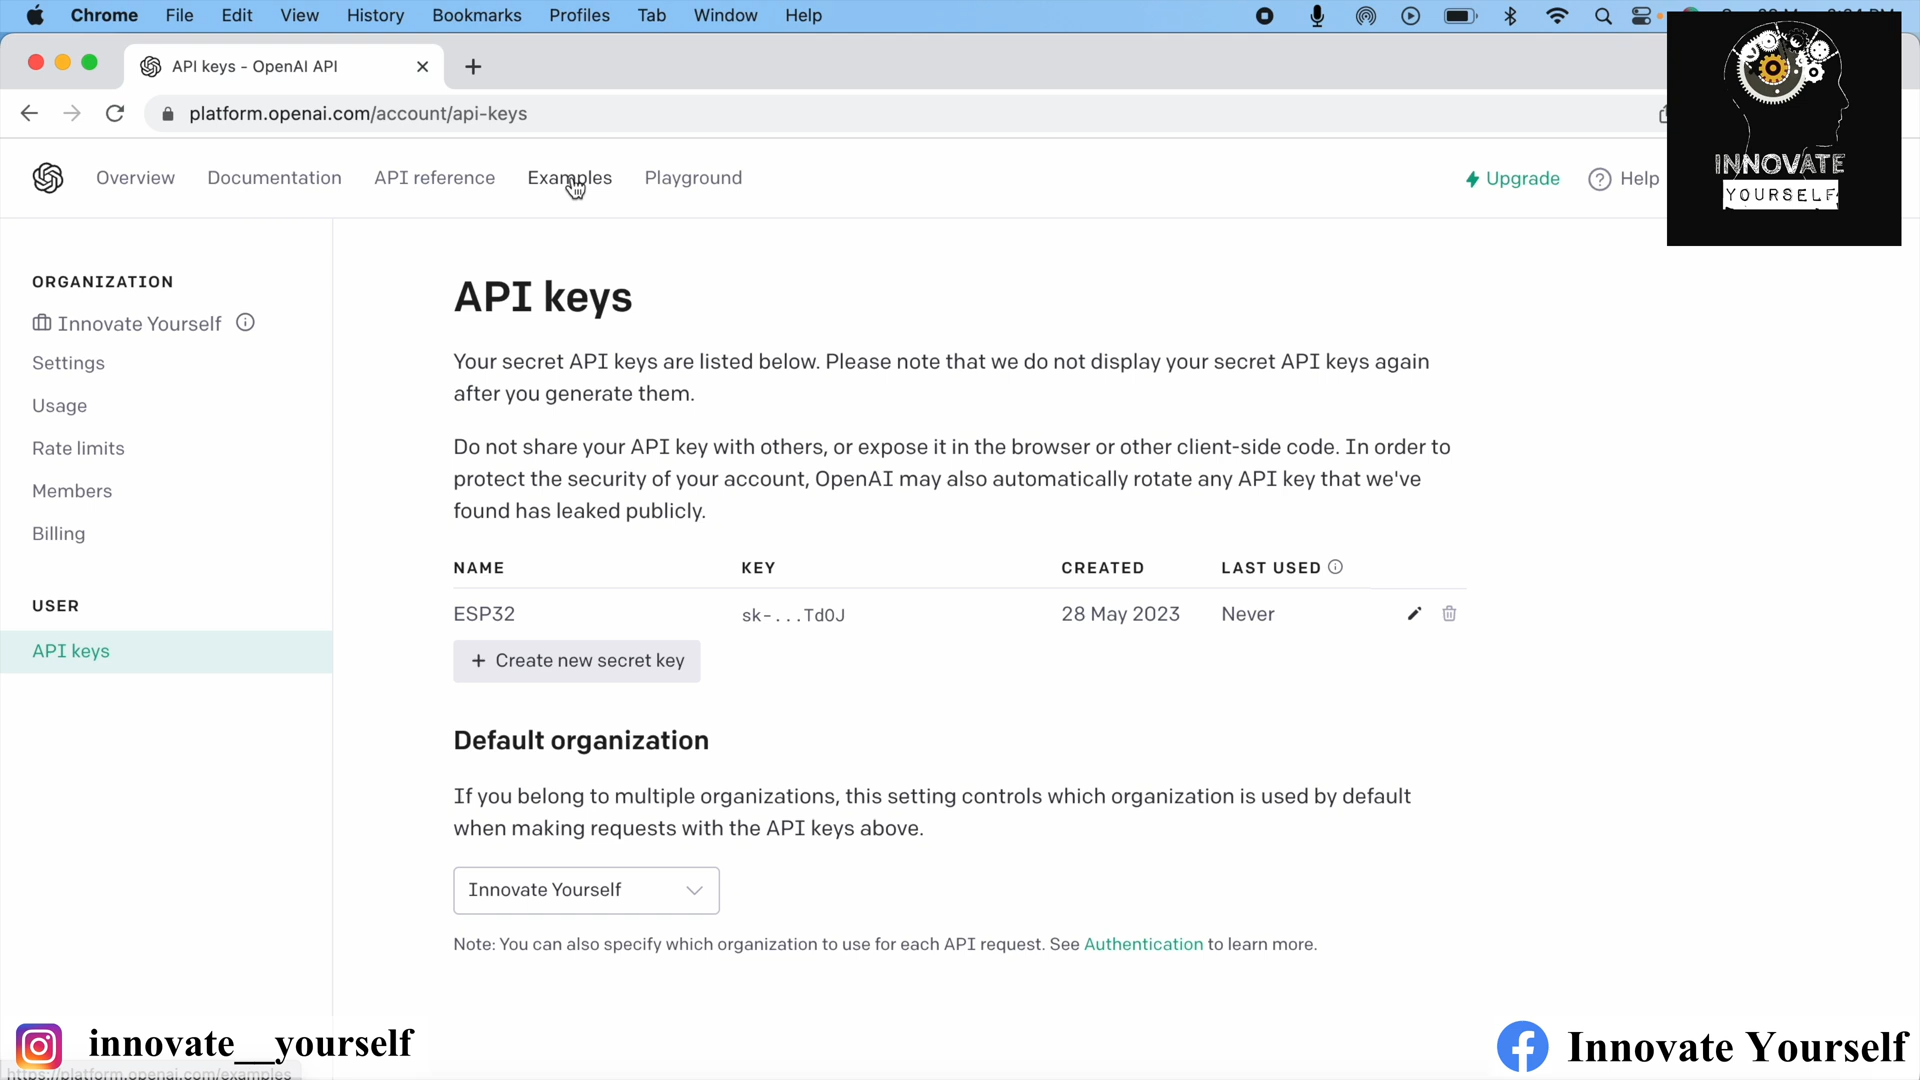 Chrome File Edit View History Bookmarks Profiles Tab Window Help
API keys - OpenAI API
platform.openai.com/account/api-keys
Overview Documentation API reference Examples Playground
Upgrade Help
INNOVATE
YOURSELF
ORGANIZATION
Innovate Yourself
Settings
Usage
Rate limits
Members
Billing
USER
API keys
API keys
Your secret API keys are listed below. Please note that we do not display your secret API keys again
after you generate them.
Do not share your API key with others, or expose it in the browser or other client-side code. In order to
protect the security of your account, OpenAI may also automatically rotate any API key that we've
found has leaked publicly.
NAME KEY CREATED LAST USED
ESP32 sk-...TdOJ 28 May 2023 Never
+ Create new secret key
Default organization
If you belong to multiple organizations, this setting controls which organization is used by default
when making requests with the API keys above.
Innovate Yourself
Note: You can also specify which organization to use for each API request. See Authentication to learn more.
innovate__yourself
Innovate Yourself
https://platform.openai.com/examples